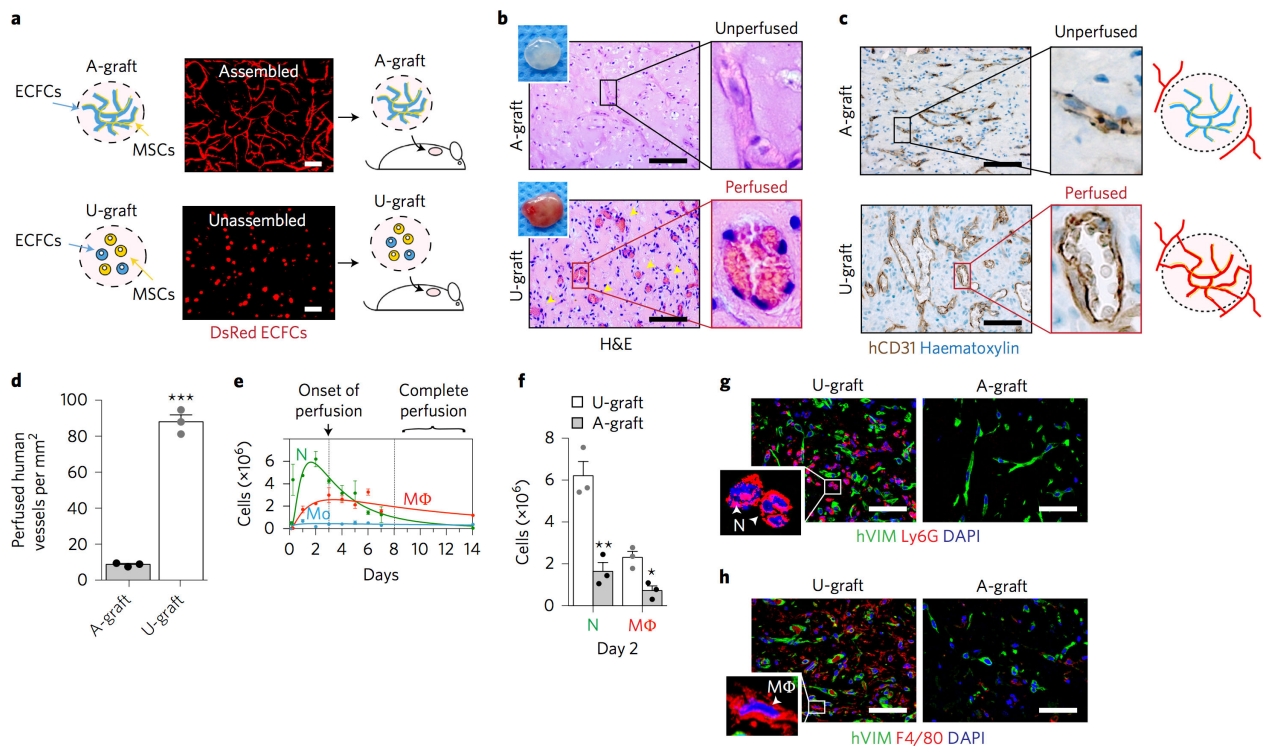 a
A-graft
ECFCs
MSCs
Assembled
A-graft
U-graft
ECFCs
MSCs
Unassembled
U-graft
DsRed ECFCs
b
Unperfused
A-graft
Perfused
U-graft
H&E
c
A-graft
Unperfused
Perfused
U-graft
hCD31 Haematoxylin
d
Perfused human
vessels per mm2
100
80
60
40
20
0
***
A-graft
U-graft
e
Onset of
perfusion
Complete
perfusion
Cells (×10⁶)
6
4
2
0
N
MΦ
Mo
0 2 4 6 8 10 12 14
Days
f
U-graft
A-graft
Cells (×10⁶)
8
6
4
2
0
**
*
N MΦ
Day 2
g
U-graft
A-graft
N
hVIM Ly6G DAPI
h
U-graft
A-graft
MΦ
hVIM F4/80 DAPI